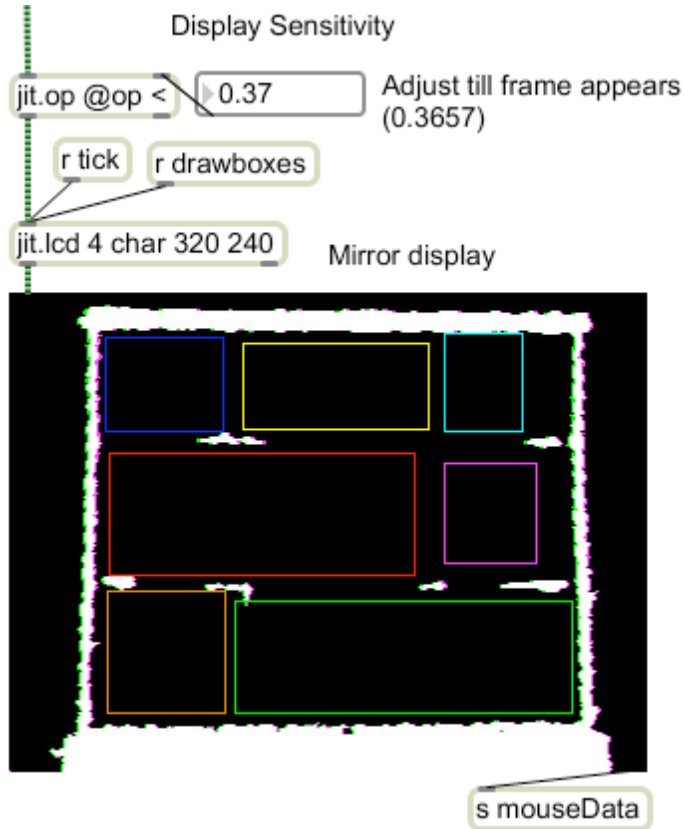 Display Sensitivity
jit.op @op <
0.37
Adjust till frame appears
(0.3657)
r tick
r drawboxes
jit.lcd 4 char 320 240
Mirror display
s mouseData